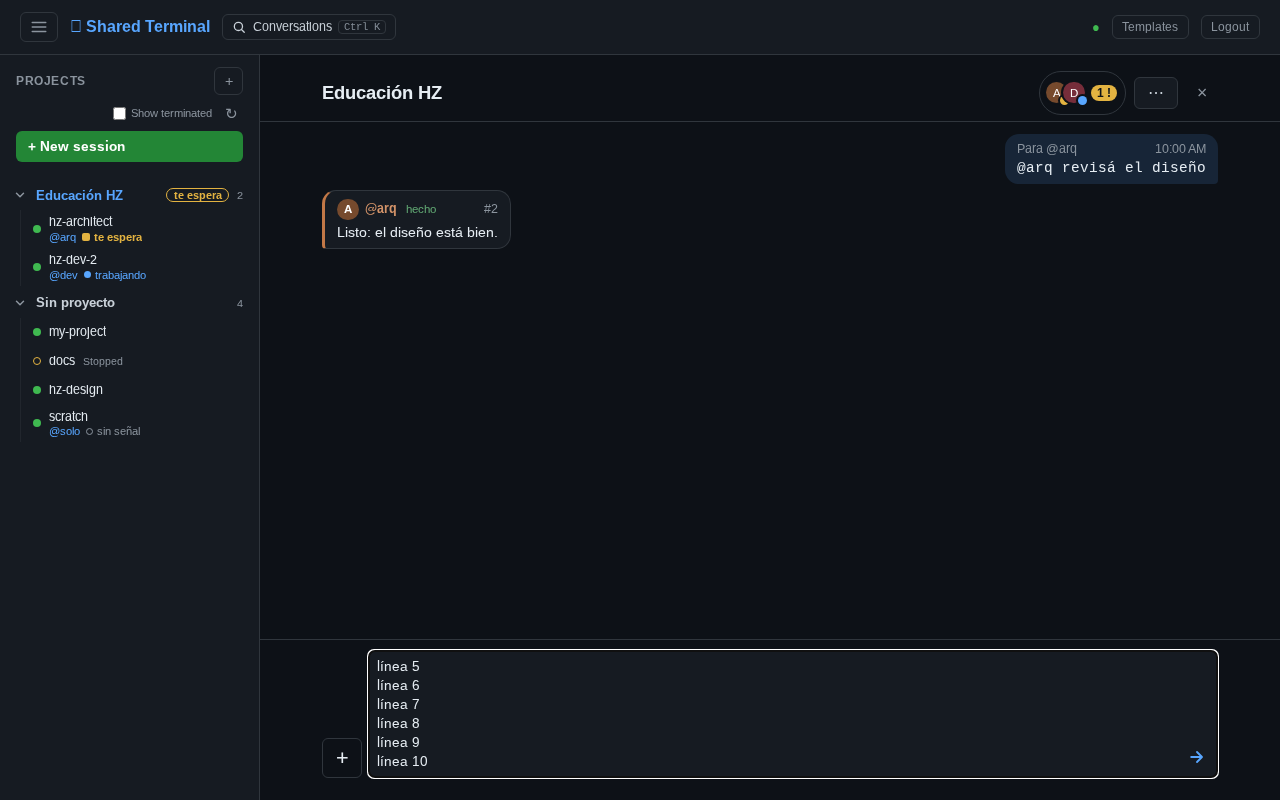 Shared Terminal
Conversations Ctrl K
Templates
Logout
PROJECTS
+
Show terminated ↻
+ New session
Educación HZ te espera 2
hz-architect
@arq te espera
hz-dev-2
@dev trabajando
Sin proyecto 4
my-project
docs Stopped
hz-design
scratch
@solo sin señal
Educación HZ
A D 1 !
⋯
×
Para @arq 10:00 AM
@arq revisá el diseño
A @arq hecho #2
Listo: el diseño está bien.
línea 5
línea 6
línea 7
línea 8
línea 9
línea 10
+